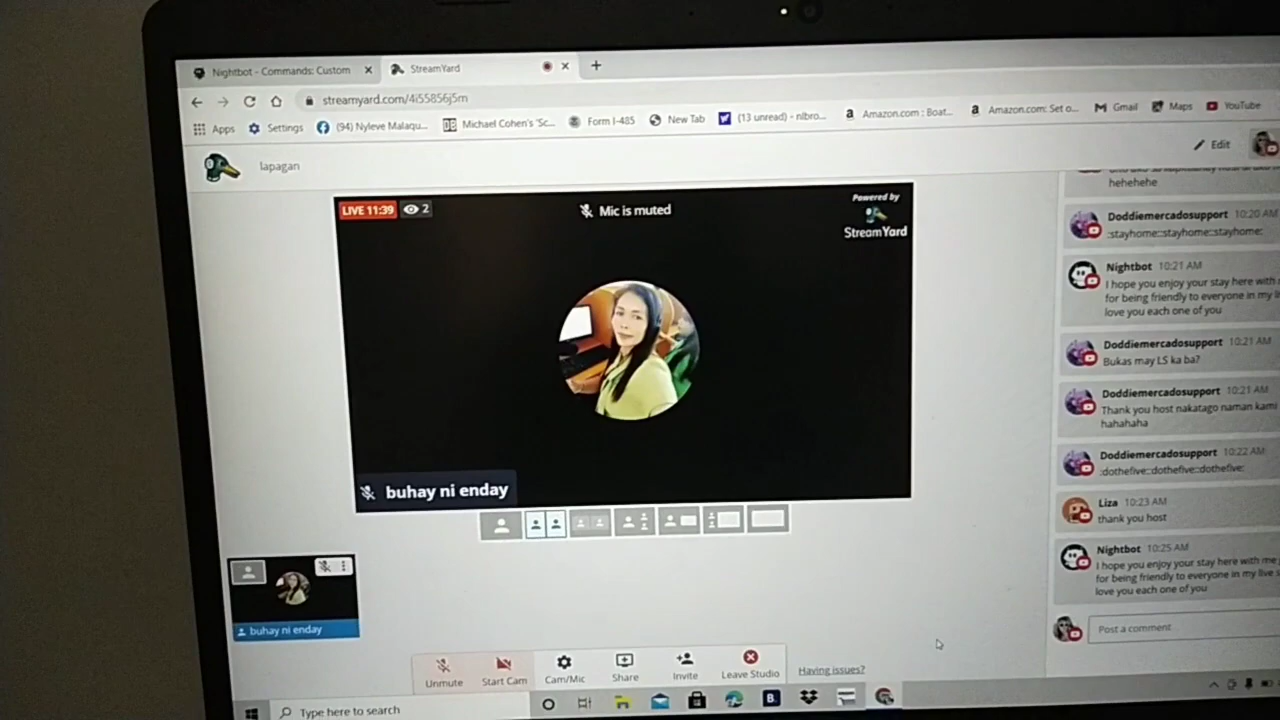 Nightbot - Commands: Custom
StreamYard
streamyard.com/4i55856j5m
Apps
Settings
(94) Nyleve Malaqu...
Michael Cohen's 'Sc...
Form I-485
New Tab
(13 unread) - nlbro...
Amazon.com : Boat...
Amazon.com: Set o...
Gmail
Maps
YouTube
lapagan
Edit
LIVE 11:39
2
Mic is muted
Powered by
StreamYard
buhay ni enday
buhay ni enday
hehehehe
Doddiemercadosupport 10:20 AM
:stayhome::stayhome::stayhome:
Nightbot 10:21 AM
I hope you enjoy your stay here with
for being friendly to everyone in my
love you each one of you
Doddiemercadosupport 10:21 AM
Bukas may LS ka ba?
Doddiemercadosupport 10:21 AM
Thank you host nakatago naman kami
hahahaha
Doddiemercadosupport 10:22 AM
:dothefive::dothefive::dothefive:
Liza 10:23 AM
thank you host
Nightbot 10:25 AM
I hope you enjoy your stay here with me
for being friendly to everyone in my live
love you each one of you
Post a comment
Unmute
Start Cam
Cam/Mic
Share
Invite
Leave Studio
Having issues?
Type here to search